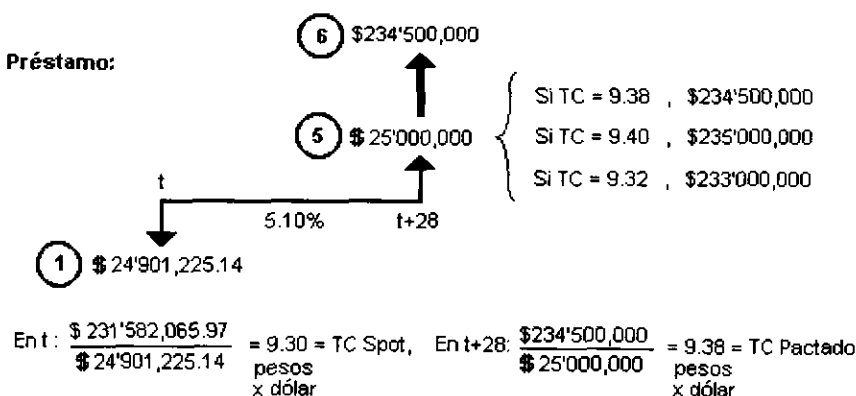 6 $234'500,000
Préstamo:
Si TC = 9.38 , $234'500,000
5 $ 25'000,000
Si TC = 9.40 , $235'000,000
Si TC = 9.32 , $233'000,000
t
5.10% t+28
1 $ 24'901,225.14
En t : $ 231'582,065.97 / $ 24'901,225.14 = 9.30 = TC Spot, En t+28: $234'500,000 / $ 25'000,000 = 9.38 = TC Pactado
pesos pesos
x dólar x dólar